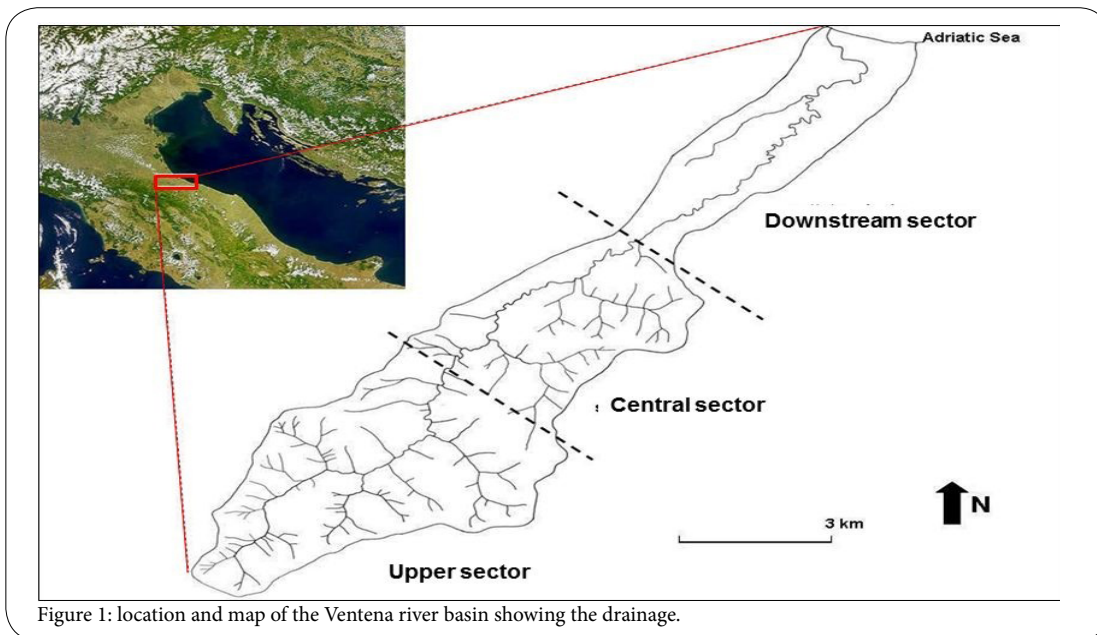 Adriatic Sea
Downstream sector
Central sector
3 km
N
Upper sector
Figure 1: location and map of the Ventena river basin showing the drainage.